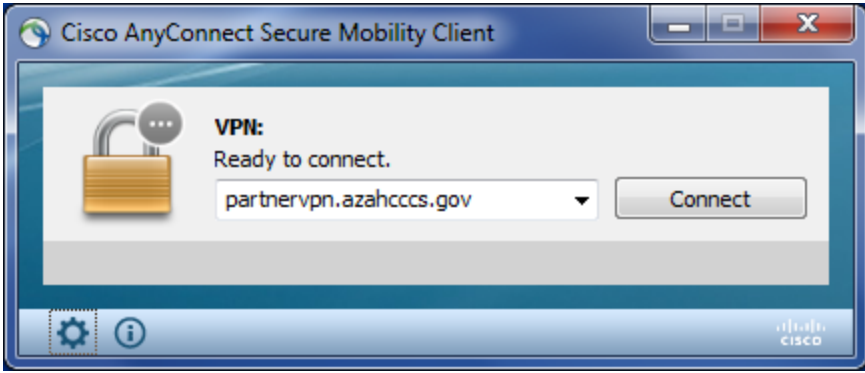 Cisco AnyConnect Secure Mobility Client
VPN:
Ready to connect.
partnervpn.azahcccs.gov
Connect
cisco